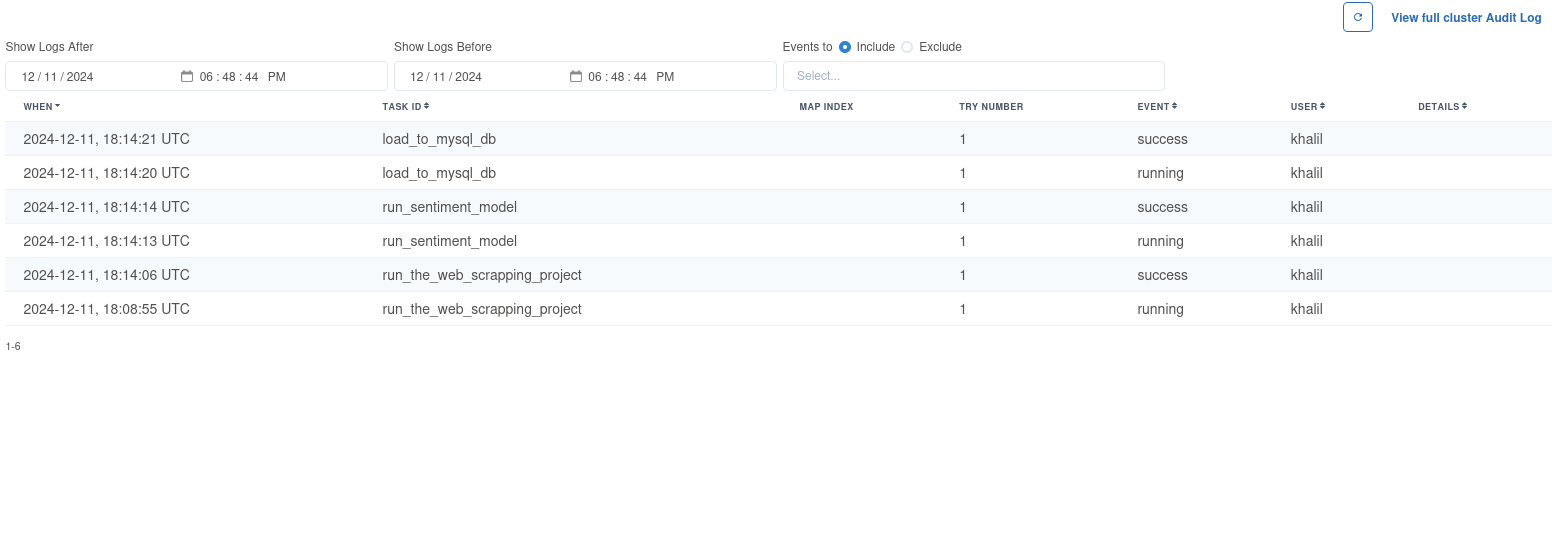 View full cluster Audit Log
Show Logs After Show Logs Before Events to Include Exclude
12 / 11 / 2024 06 : 48 : 44 PM 12 / 11 / 2024 06 : 48 : 44 PM Select...
WHEN TASK ID MAP INDEX TRY NUMBER EVENT USER DETAILS
2024-12-11, 18:14:21 UTC load_to_mysql_db 1 success khalil
2024-12-11, 18:14:20 UTC load_to_mysql_db 1 running khalil
2024-12-11, 18:14:14 UTC run_sentiment_model 1 success khalil
2024-12-11, 18:14:13 UTC run_sentiment_model 1 running khalil
2024-12-11, 18:14:06 UTC run_the_web_scrapping_project 1 success khalil
2024-12-11, 18:08:55 UTC run_the_web_scrapping_project 1 running khalil
1-6